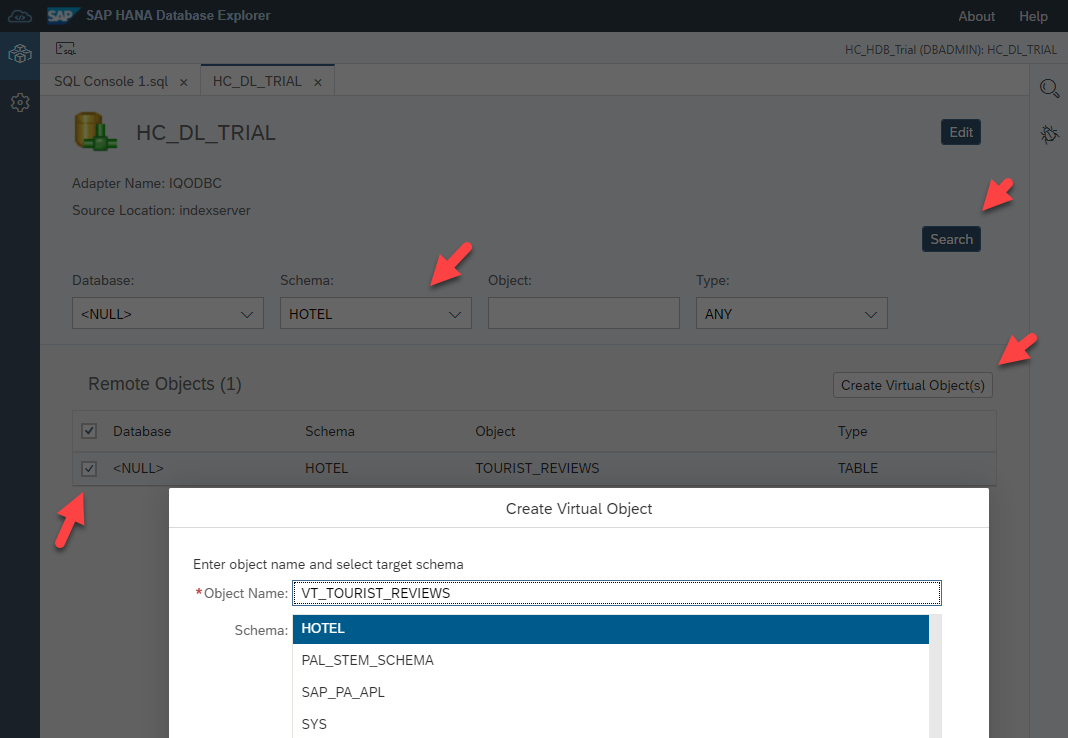 SAP SAP HANA Database Explorer About Help
SQL HC_HDB_Trial (DBADMIN): HC_DL_TRIAL
SQL Console 1.sql × HC_DL_TRIAL ×
HC_DL_TRIAL Edit
Adapter Name: IQODBC
Source Location: indexserver
Search
Database: Schema: Object: Type:
<NULL> HOTEL ANY
Remote Objects (1) Create Virtual Object(s)
Database Schema Object Type
<NULL> HOTEL TOURIST_REVIEWS TABLE
Create Virtual Object
Enter object name and select target schema
*Object Name: VT_TOURIST_REVIEWS
Schema: HOTEL
PAL_STEM_SCHEMA
SAP_PA_APL
SYS